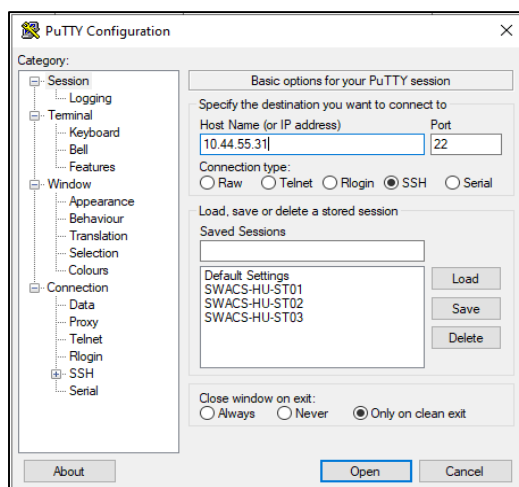 PuTTY Configuration
Category:
Session
Logging
Terminal
Keyboard
Bell
Features
Window
Appearance
Behaviour
Translation
Selection
Colours
Connection
Data
Proxy
Telnet
Rlogin
SSH
Serial
Basic options for your PuTTY session
Specify the destination you want to connect to
Host Name (or IP address) Port
10.44.55.31 22
Connection type:
Raw Telnet Rlogin SSH Serial
Load, save or delete a stored session
Saved Sessions
Default Settings
SWACS-HU-ST01
SWACS-HU-ST02
SWACS-HU-ST03
Load
Save
Delete
Close window on exit:
Always Never Only on clean exit
About Open Cancel